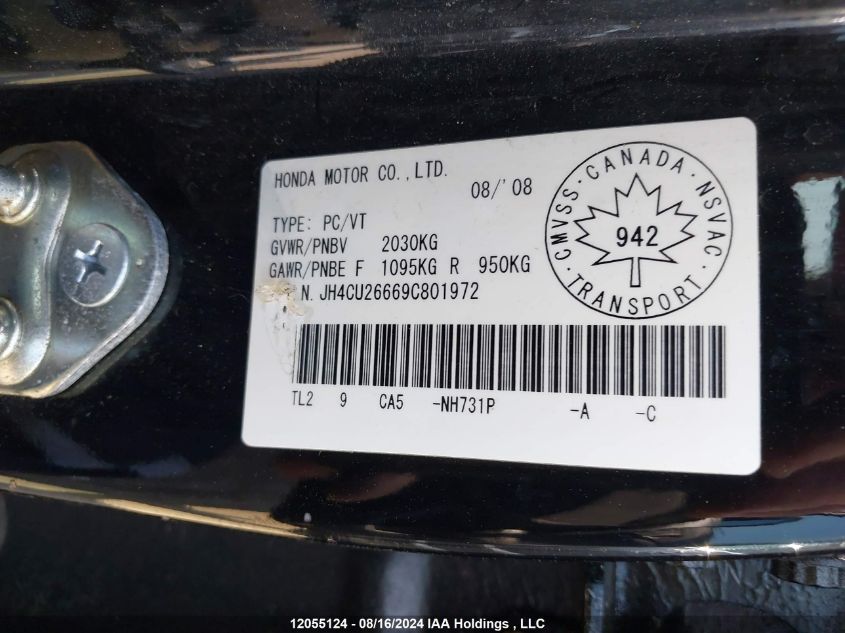 HONDA MOTOR CO.,LTD.
08/'08
TYPE: PC/VT
GVWR/PNBV 2030KG
GAWR/PNBE F 1095KG R 950KG
N. JH4CU26669C801972
CMVSS · CANADA · NSVAC · TRANSPORT ·
942
TL2 9 CA5 -NH731P -A -C
12055124 - 08/16/2024 IAA Holdings , LLC